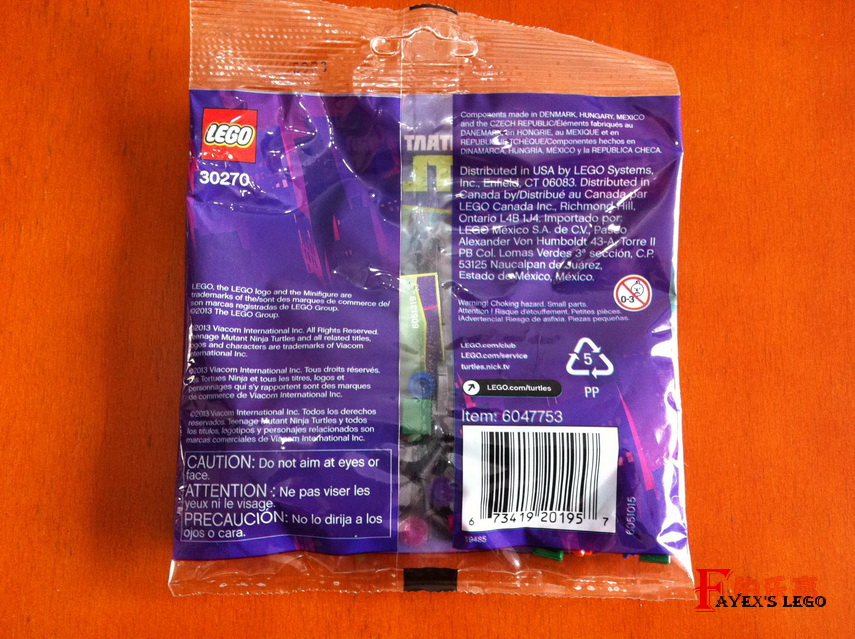 LEGO
30270
LEGO, the LEGO logo and the Minifigure are
trademarks of the/sont des marques de commerce de/
son marcas registradas de LEGO Group.
©2013 The LEGO Group.
©2013 Viacom International Inc. All Rights Reserved.
Teenage Mutant Ninja Turtles and all related titles,
logos and characters are trademarks of Viacom
International Inc.
©2013 Viacom International Inc. Tous droits réservés.
Les Tortues Ninja et tous les titres, logos et
personnages qui s'y rapportent sont des marques
de commerce de Viacom International Inc.
©2013 Viacom International Inc. Todos los derechos
reservados. Teenage Mutant Ninja Turtles y todos
los títulos, logotipos y personajes relacionados son
marcas comerciales de Viacom International Inc.
CAUTION: Do not aim at eyes or
face.
ATTENTION : Ne pas viser les
yeux ni le visage.
PRECAUCIÓN: No lo dirija a los
ojos o cara.
Components made in DENMARK, HUNGARY, MEXICO
and the CZECH REPUBLIC/Éléments fabriqués au
DANEMARK, en HONGRIE, au MEXIQUE et en
RÉPUBLIQUE TCHÈQUE/Componentes hechos en
DINAMARCA, HUNGRÍA, MÉXICO y la REPÚBLICA CHECA.
Distributed in USA by LEGO Systems,
Inc., Enfield, CT 06083. Distributed in
Canada by/Distribué au Canada par
LEGO Canada Inc., Richmond Hill,
Ontario L4B 1J4. Importado por:
LEGO México S.A. de C.V., Paseo
Alexander Von Humboldt 43-A, Torre II
PB Col. Lomas Verdes 3ª sección, C.P.
53125 Naucalpan de Juárez,
Estado de México, México.
0-3
Warning! Choking hazard. Small parts.
Attention ! Risque d'étouffement. Petites pièces.
¡Advertencia! Riesgo de asfixia. Piezas pequeñas.
LEGO.com/club
LEGO.com/service
turtles.nick.tv
LEGO.com/turtles
5
PP
Item: 6047753
6 73419 20195 7
6051015
19485
FAYEX'S LEGO